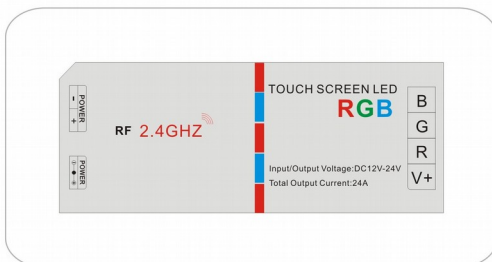 - + POWER
POWER
RF 2.4GHZ
TOUCH SCREEN LED
RGB
Input/Output Voltage:DC12V-24V
Total Output Current:24A
B
G
R
V+